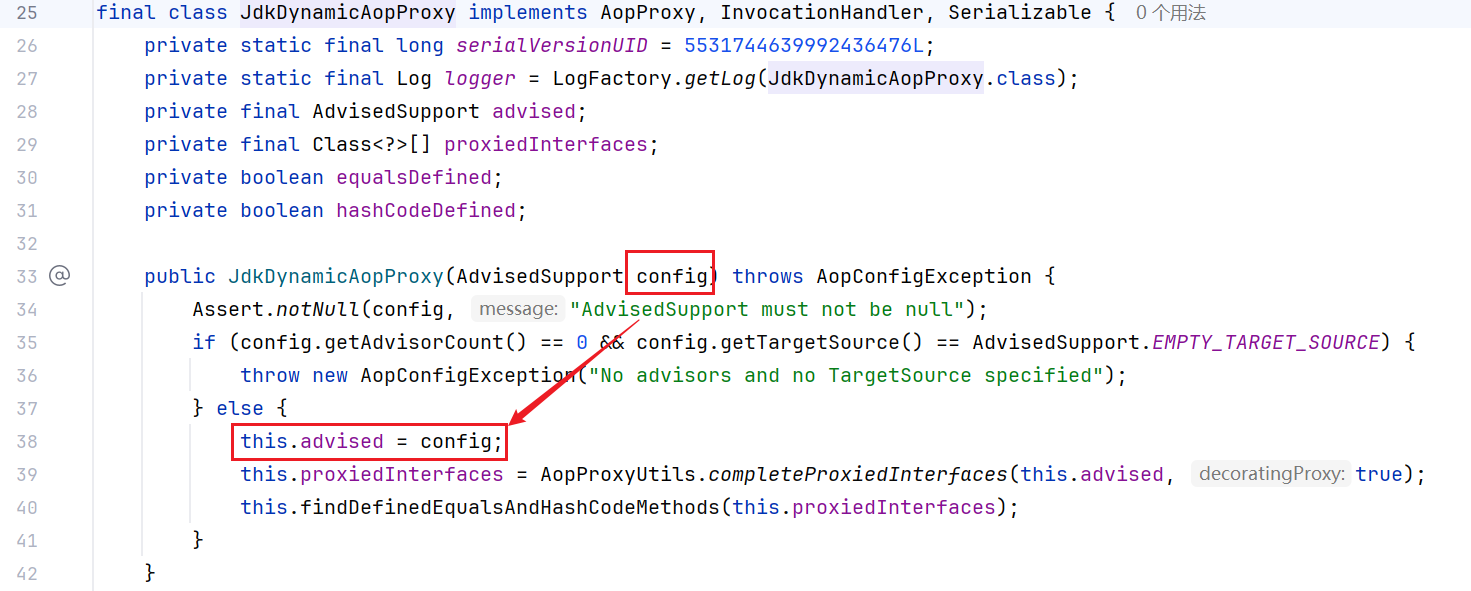 25 final class JdkDynamicAopProxy implements AopProxy, InvocationHandler, Serializable { 0 个用法
26 private static final long serialVersionUID = 5531744639992436476L;
27 private static final Log logger = LogFactory.getLog(JdkDynamicAopProxy.class);
28 private final AdvisedSupport advised;
29 private final Class<?>[] proxiedInterfaces;
30 private boolean equalsDefined;
31 private boolean hashCodeDefined;
32
33 @ public JdkDynamicAopProxy(AdvisedSupport config) throws AopConfigException {
34 Assert.notNull(config, message: "AdvisedSupport must not be null");
35 if (config.getAdvisorCount() == 0 && config.getTargetSource() == AdvisedSupport.EMPTY_TARGET_SOURCE) {
36 throw new AopConfigException("No advisors and no TargetSource specified");
37 } else {
38 this.advised = config;
39 this.proxiedInterfaces = AopProxyUtils.completeProxiedInterfaces(this.advised, decoratingProxy: true);
40 this.findDefinedEqualsAndHashCodeMethods(this.proxiedInterfaces);
41 }
42 }